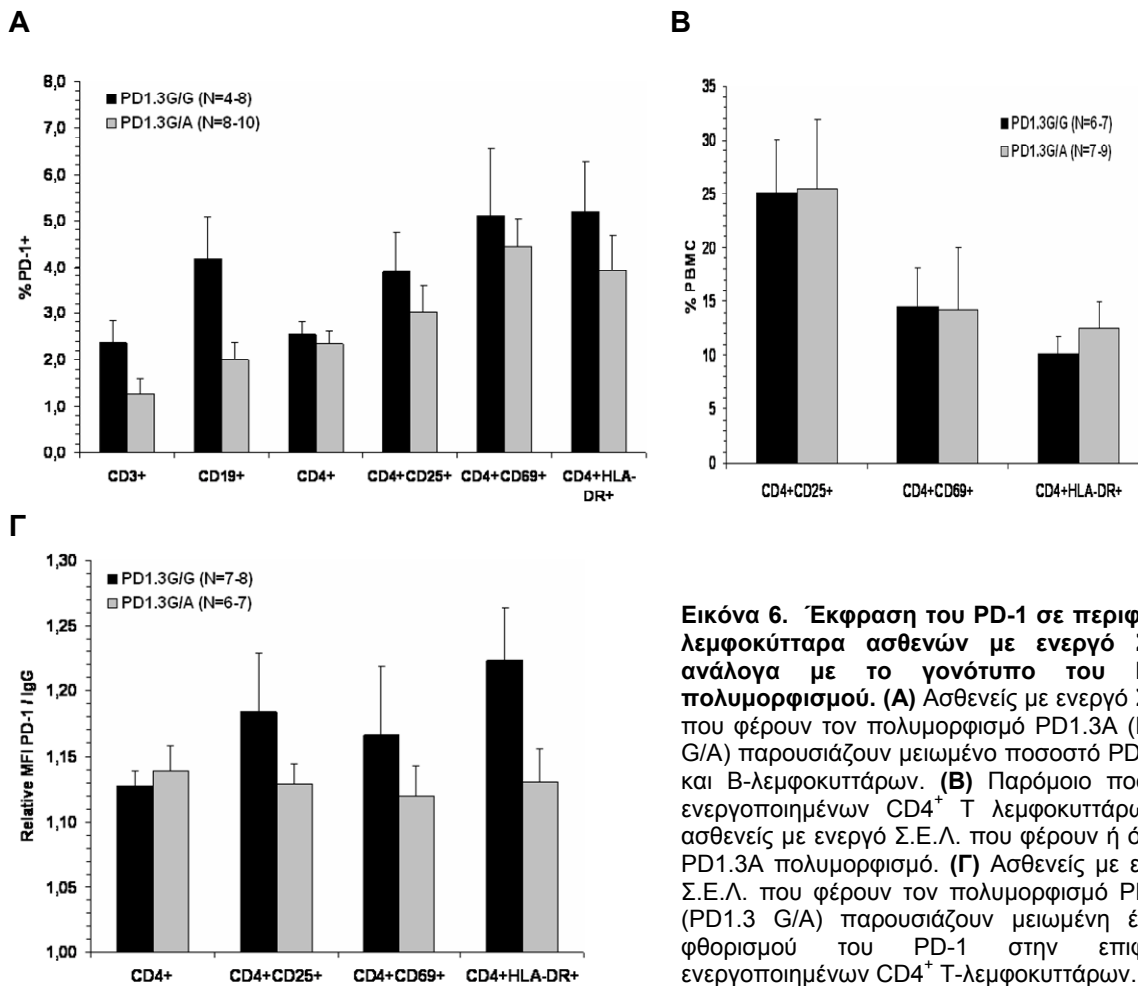 A
8,0
7,0
6,0
5,0
4,0
3,0
2,0
1,0
0,0
% PD-1+
PD1.3G/G (N=4-8)
PD1.3G/A (N=8-10)
CD3+ CD19+ CD4+ CD4+CD25+ CD4+CD69+ CD4+HLA-
DR+
B
35
30
25
20
15
10
5
0
% PBMC
PD1.3G/G (N=6-7)
PD1.3G/A (N=7-9)
CD4+CD25+ CD4+CD69+ CD4+HLA-DR+
Γ
1,30
1,25
1,20
1,15
1,10
1,05
1,00
Relative MFI PD-1 / IgG
PD1.3G/G (N=7-8)
PD1.3G/A (N=6-7)
CD4+ CD4+CD25+ CD4+CD69+ CD4+HLA-DR+
Εικόνα 6. Έκφραση του PD-1 σε περιφ
λεμφοκύτταρα ασθενών με ενεργό Σ
ανάλογα με το γονότυπο του
πολυμορφισμού. (Α) Ασθενείς με ενεργό Σ
που φέρουν τον πολυμορφισμό PD1.3A (
G/A) παρουσιάζουν μειωμένο ποσοστό PD
και Β-λεμφοκυττάρων. (Β) Παρόμοιο ποσ
ενεργοποιημένων CD4+ Τ λεμφοκυττάρω
ασθενείς με ενεργό Σ.Ε.Λ. που φέρουν ή ό
PD1.3A πολυμορφισμό. (Γ) Ασθενείς με ε
Σ.Ε.Λ. που φέρουν τον πολυμορφισμό P
(PD1.3 G/A) παρουσιάζουν μειωμένη έ
φθορισμού του PD-1 στην επιφ
ενεργοποιημένων CD4+ Τ-λεμφοκυττάρων.